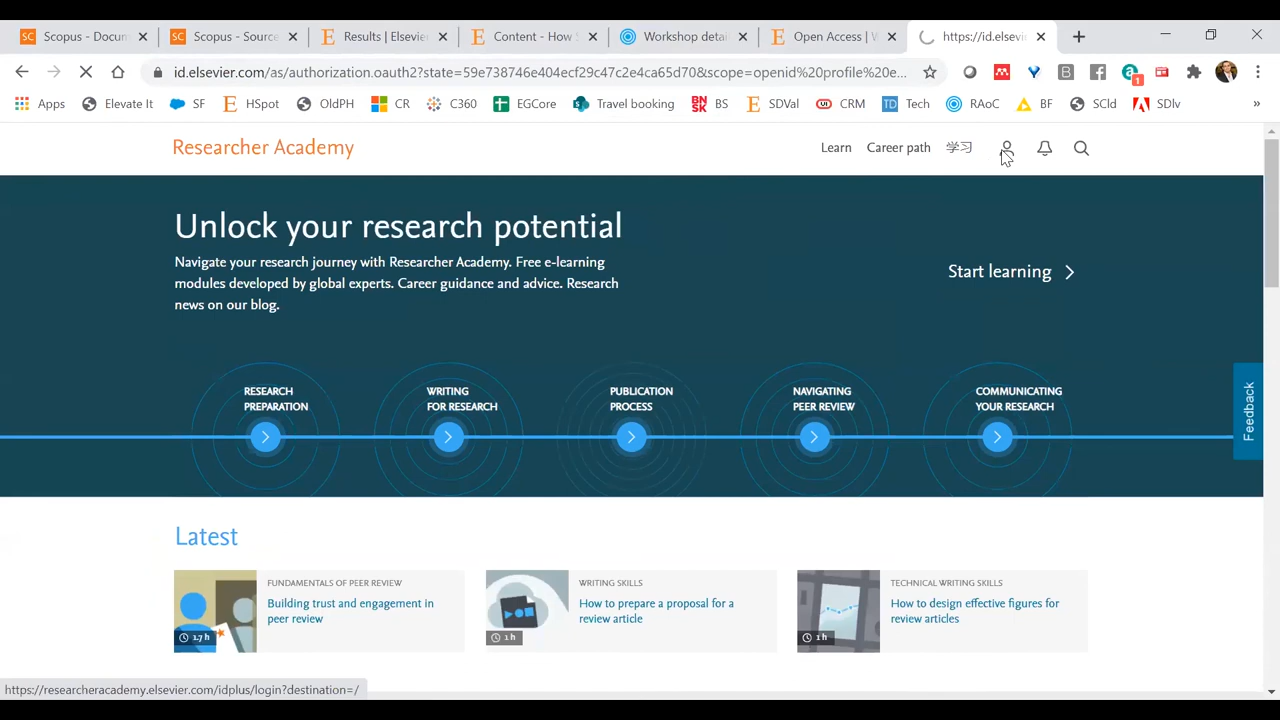 Scopus - Docum
Scopus - Source
Results | Elsevier
Content - How S
Workshop detai
Open Access | W
https://id.elsevier
id.elsevier.com/as/authorization.oauth2?state=59e738746e404ecf29c47c2e4ca65d70&scope=openid%20profile%20e...
Apps
Elevate It
SF
HSpot
OldPH
CR
C360
EGCore
Travel booking
BNSK BS
SDVal
CRM
TD Tech
RAoC
BF
SCld
SDlv
»
Researcher Academy
Learn
Career path
学习
Unlock your research potential
Navigate your research journey with Researcher Academy. Free e-learning
modules developed by global experts. Career guidance and advice. Research
news on our blog.
Start learning
RESEARCH
PREPARATION
WRITING
FOR RESEARCH
PUBLICATION
PROCESS
NAVIGATING
PEER REVIEW
COMMUNICATING
YOUR RESEARCH
Feedback
Latest
FUNDAMENTALS OF PEER REVIEW
Building trust and engagement in
peer review
1.7 h
WRITING SKILLS
How to prepare a proposal for a
review article
1 h
TECHNICAL WRITING SKILLS
How to design effective figures for
review articles
1 h
https://researcheracademy.elsevier.com/idplus/login?destination=/